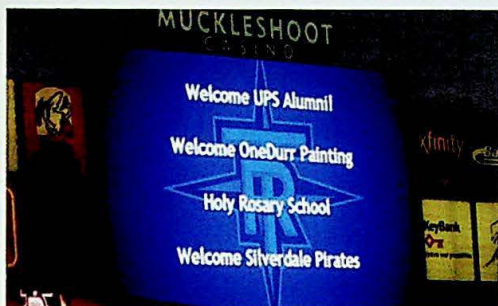 MUCKLESHOOT
CASINO
Welcome UPS Alumni!
Welcome OneDurr Painting
xfinity
Holy Rosary School
KeyBank
Welcome Silverdale Pirates